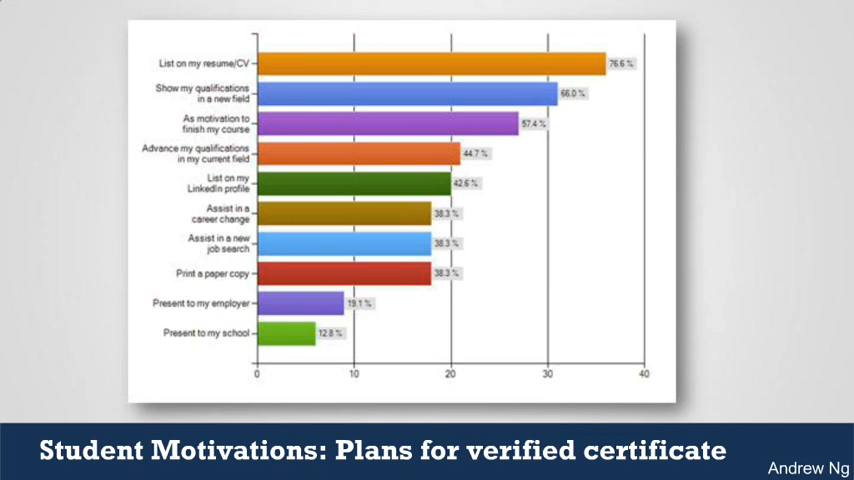 List on my resume/CV
76.6 %
Show my qualifications
in a new field
66.0 %
As motivation to
finish my course
57.4 %
Advance my qualifications
in my current field
44.7 %
List on my
LinkedIn profile
42.6 %
Assist in a
career change
38.3 %
Assist in a new
job search
38.3 %
Print a paper copy
38.3 %
Present to my employer
19.1 %
Present to my school
12.8 %
0 10 20 30 40
Student Motivations: Plans for verified certificate
Andrew Ng